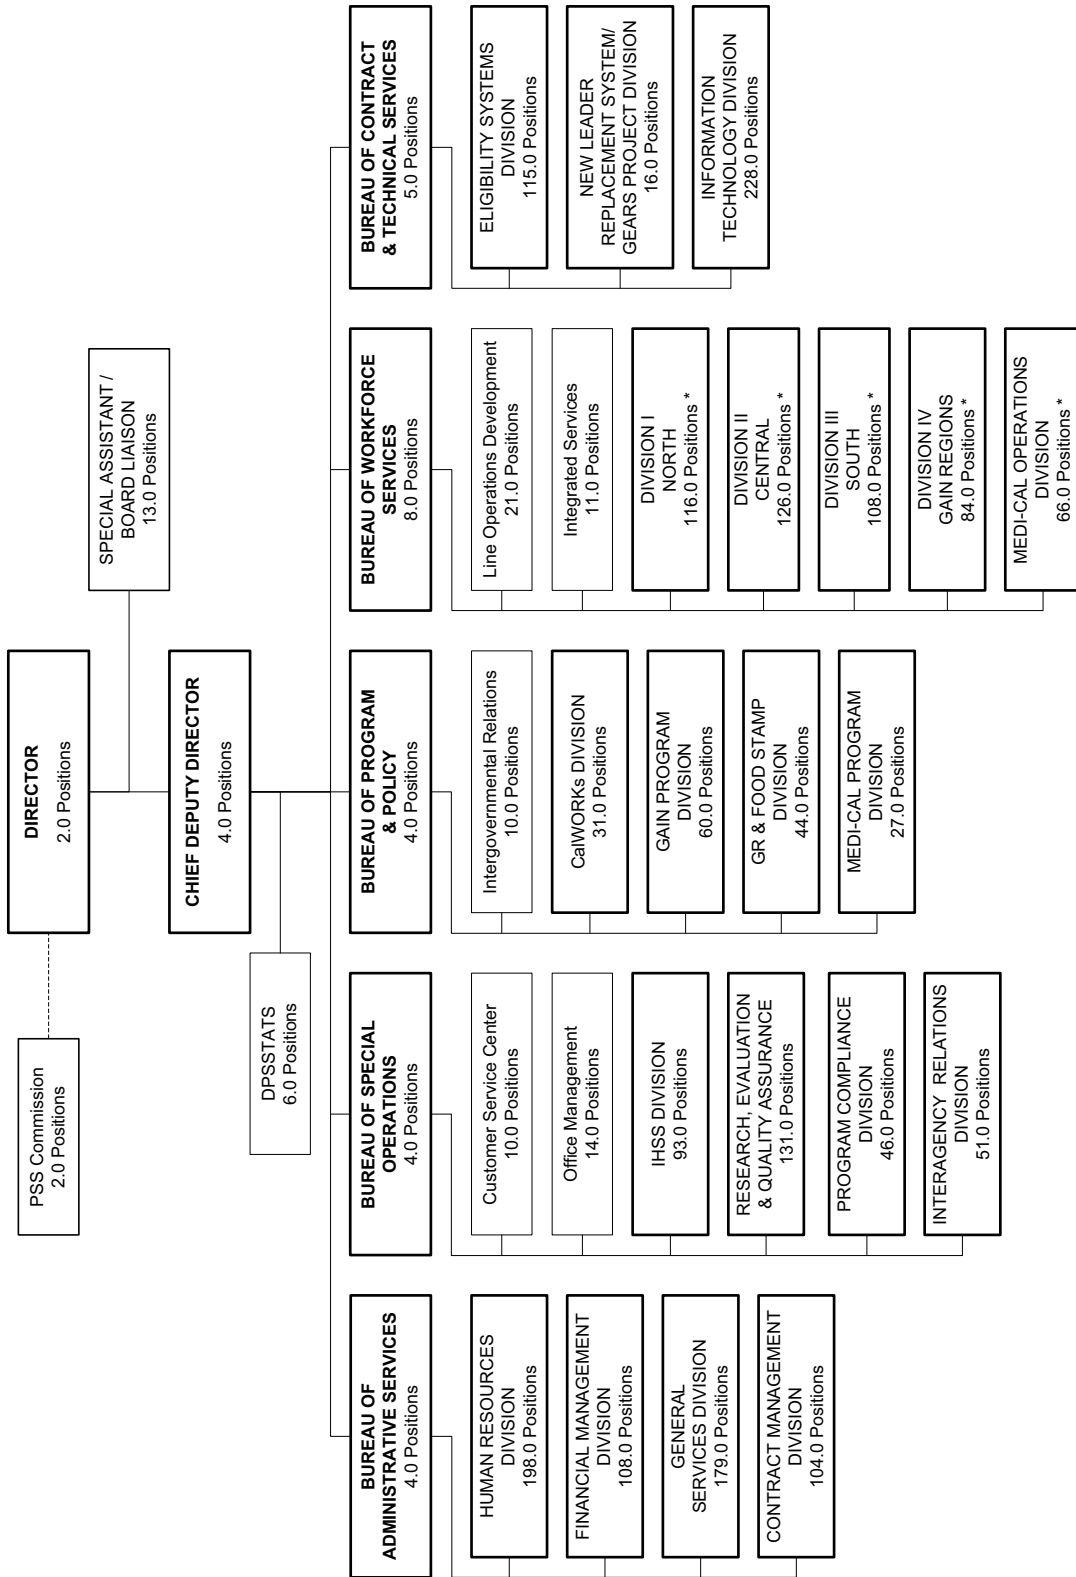 DIRECTOR
2.0 Positions
PSS Commission
2.0 Positions
SPECIAL ASSISTANT /
BOARD LIAISON
13.0 Positions
CHIEF DEPUTY DIRECTOR
4.0 Positions
DPSSTATS
6.0 Positions
BUREAU OF
ADMINISTRATIVE SERVICES
4.0 Positions
HUMAN RESOURCES
DIVISION
198.0 Positions
FINANCIAL MANAGEMENT
DIVISION
108.0 Positions
GENERAL
SERVICES DIVISION
179.0 Positions
CONTRACT MANAGEMENT
DIVISION
104.0 Positions
BUREAU OF SPECIAL
OPERATIONS
4.0 Positions
Customer Service Center
10.0 Positions
Office Management
14.0 Positions
IHSS DIVISION
93.0 Positions
RESEARCH, EVALUATION
& QUALITY ASSURANCE
131.0 Positions
PROGRAM COMPLIANCE
DIVISION
46.0 Positions
INTERAGENCY RELATIONS
DIVISION
51.0 Positions
BUREAU OF PROGRAM
& POLICY
4.0 Positions
Intergovernmental Relations
10.0 Positions
CalWORKs DIVISION
31.0 Positions
GAIN PROGRAM
DIVISION
60.0 Positions
GR & FOOD STAMP
DIVISION
44.0 Positions
MEDI-CAL PROGRAM
DIVISION
27.0 Positions
BUREAU OF WORKFORCE
SERVICES
8.0 Positions
Line Operations Development
21.0 Positions
Integrated Services
11.0 Positions
DIVISION I
NORTH
116.0 Positions *
DIVISION II
CENTRAL
126.0 Positions *
DIVISION III
SOUTH
108.0 Positions *
DIVISION IV
GAIN REGIONS
84.0 Positions *
MEDI-CAL OPERATIONS
DIVISION
66.0 Positions *
BUREAU OF CONTRACT
& TECHNICAL SERVICES
5.0 Positions
ELIGIBILITY SYSTEMS
DIVISION
115.0 Positions
NEW LEADER
REPLACEMENT SYSTEM/
GEARS PROJECT DIVISION
16.0 Positions
INFORMATION
TECHNOLOGY DIVISION
228.0 Positions